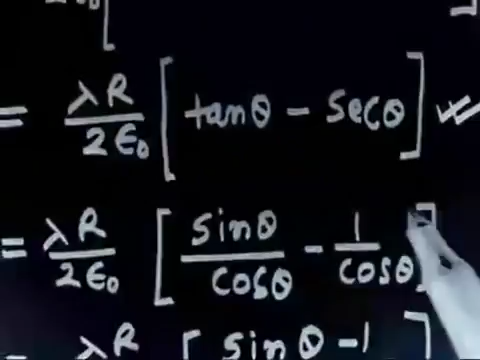 = λR/2ϵ₀ [ tanθ - secθ ]
= λR/2ϵ₀ [ sinθ/cosθ - 1/cosθ ]
= λR [ sinθ-1 ]